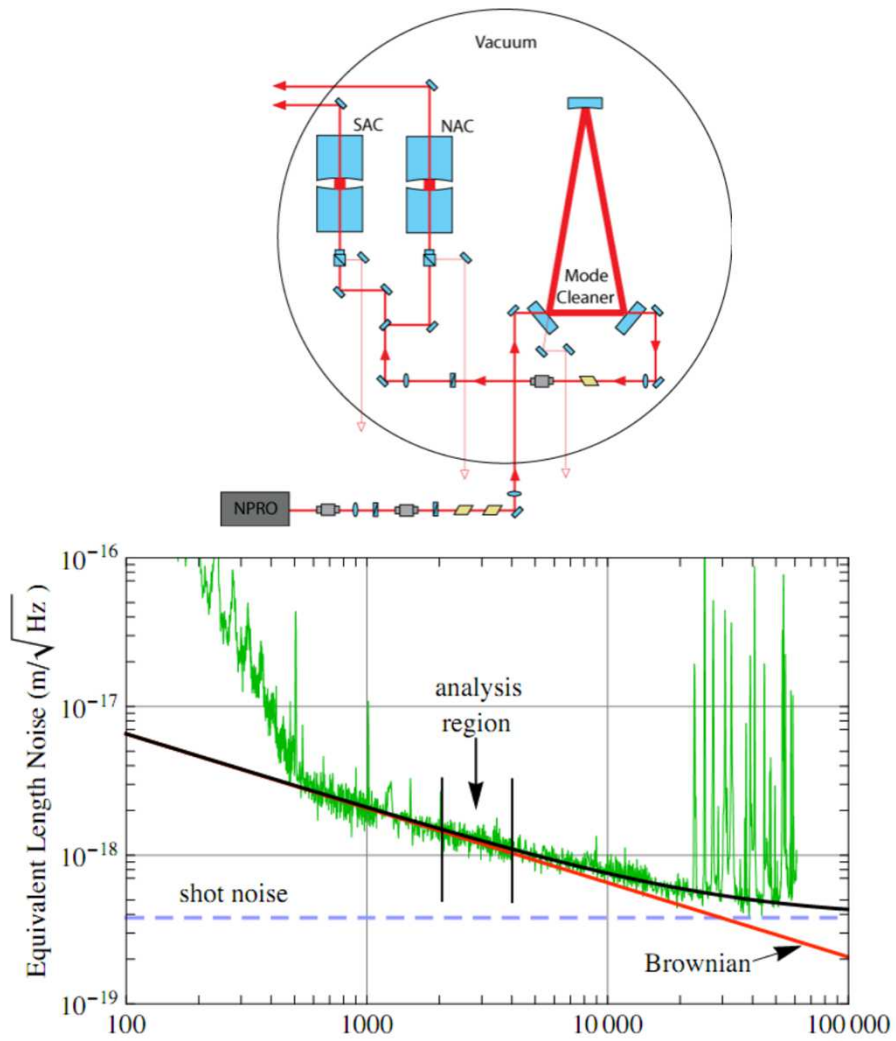 Vacuum
SAC
NAC
Mode
Cleaner
NPRO
Equivalent Length Noise (m/√Hz )
10⁻¹⁶
10⁻¹⁷
10⁻¹⁸
10⁻¹⁹
analysis
region
shot noise
Brownian
100
1000
10 000
100 000